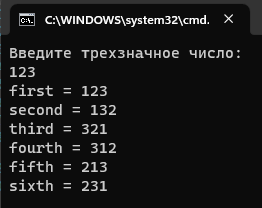 C:\WINDOWS\system32\cmd.
Введите трехзначное число:
123
first = 123
second = 132
third = 321
fourth = 312
fifth = 213
sixth = 231